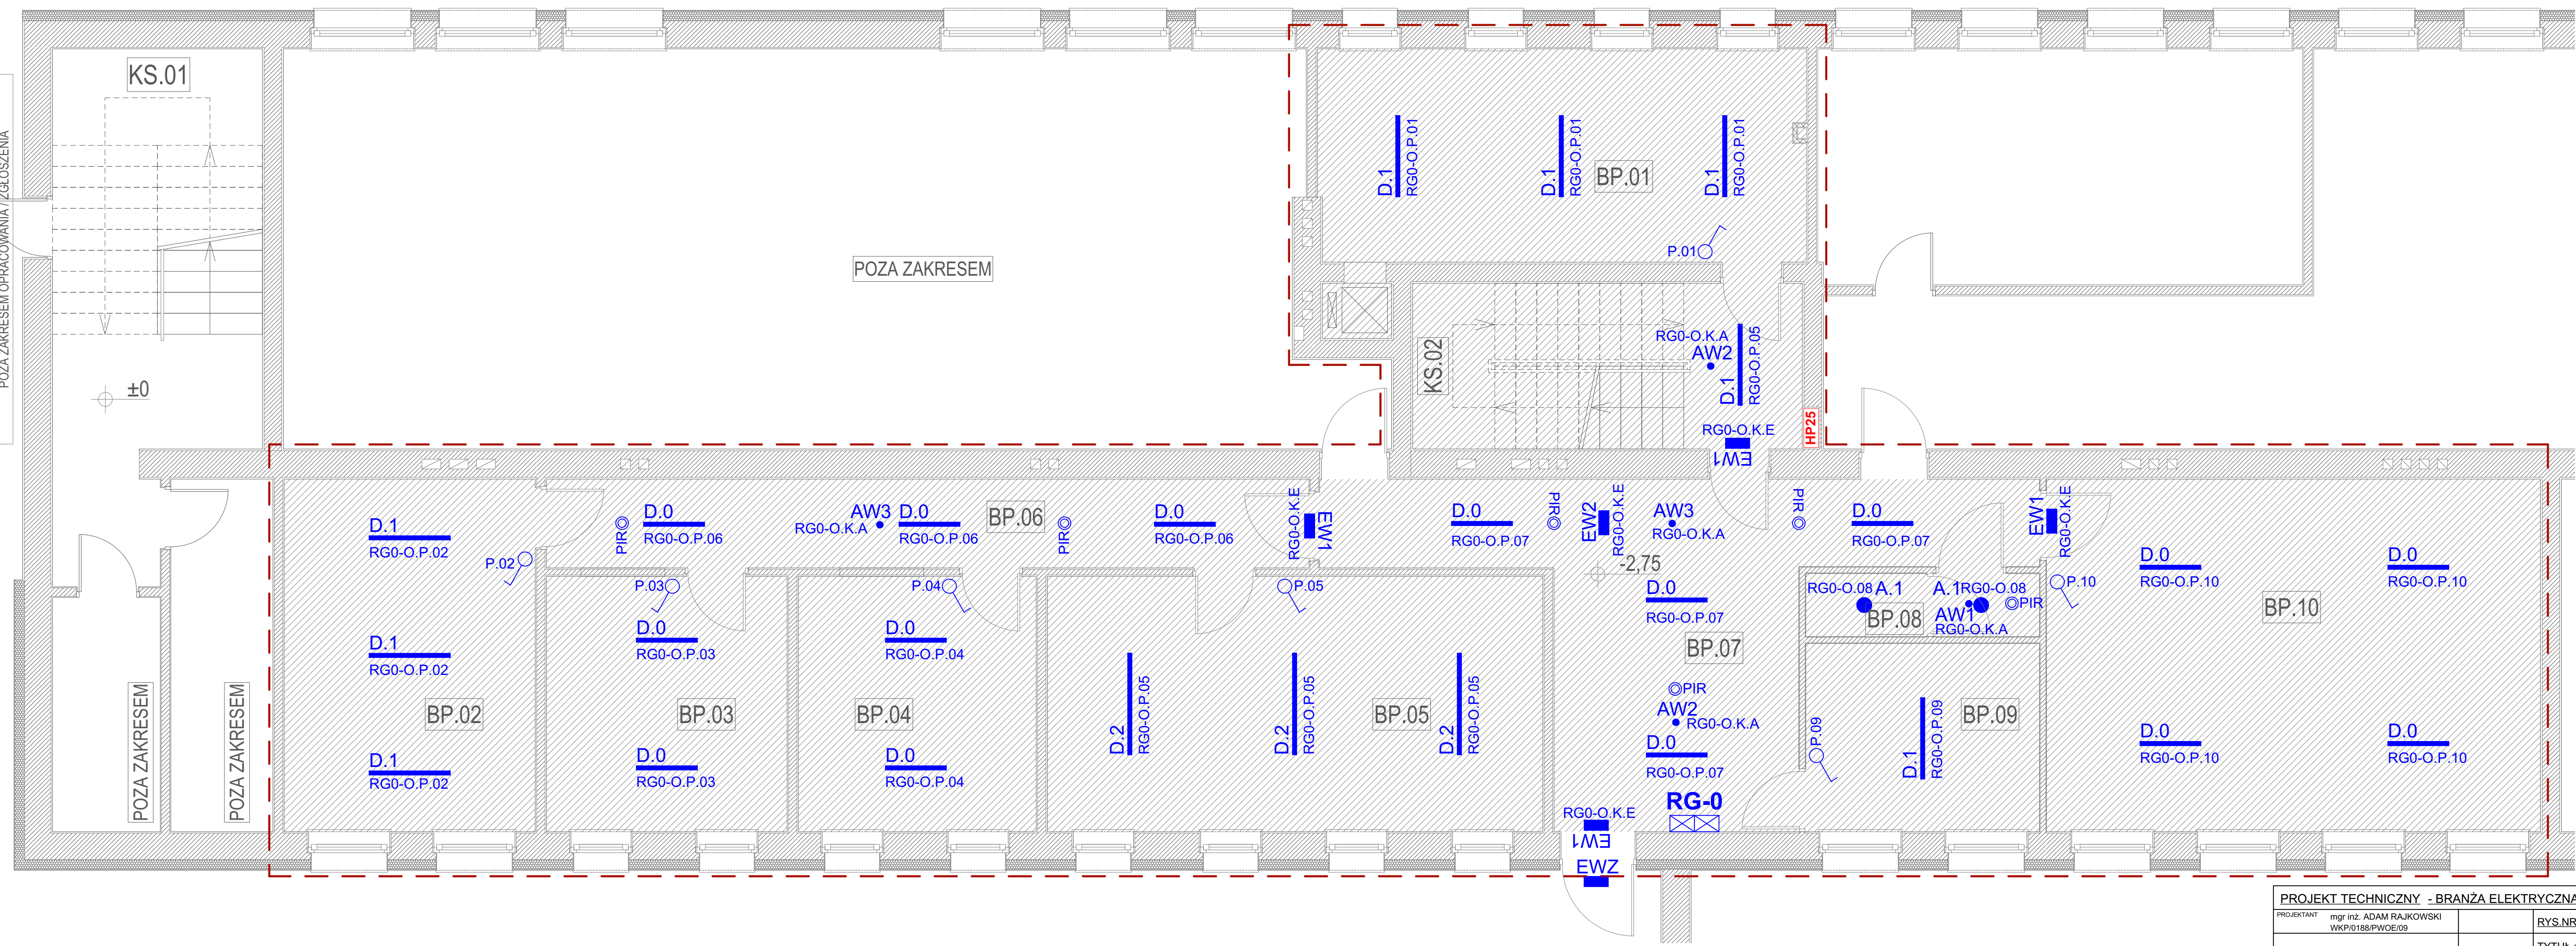 POZA ZAKRESEM OPRACOWANIA / ZGŁOSZENIA
KS.01
±0
POZA ZAKRESEM
POZA ZAKRESEM
POZA ZAKRESEM
D.1
RG0-O.P.01
D.1
RG0-O.P.01
D.1
RG0-O.P.01
BP.01
P.01
KS.02
RG0-O.K.A
AW2
D.1
RG0-O.P.05
HP25
RG0-O.K.E
EW1
D.1
RG0-O.P.02
P.02
D.1
RG0-O.P.02
BP.02
D.1
RG0-O.P.02
PIR
D.0
RG0-O.P.06
AW3
RG0-O.K.A
D.0
RG0-O.P.06
BP.06
PIR
D.0
RG0-O.P.06
RG0-O.K.E
EW1
P.03
D.0
RG0-O.P.03
BP.03
D.0
RG0-O.P.03
P.04
D.0
RG0-O.P.04
BP.04
D.0
RG0-O.P.04
P.05
D.2
RG0-O.P.05
D.2
RG0-O.P.05
BP.05
D.2
RG0-O.P.05
D.0
RG0-O.P.07
PIR
EW2
RG0-O.K.E
AW3
RG0-O.K.A
PIR
D.0
RG0-O.P.07
EW1
RG0-O.K.E
-2,75
D.0
RG0-O.P.07
BP.07
PIR
AW2
RG0-O.K.A
D.0
RG0-O.P.07
RG-0
RG0-O.K.E
EW1
EWZ
RG0-O.08
A.1
BP.08
A.1
RG0-O.08
PIR
AW1
RG0-O.K.A
P.09
D.1
RG0-O.P.09
BP.09
P.10
D.0
RG0-O.P.10
D.0
RG0-O.P.10
BP.10
D.0
RG0-O.P.10
D.0
RG0-O.P.10
PROJEKT TECHNICZNY - BRANŻA ELEKTRYCZNA
PROJEKTANT
mgr inż. ADAM RAJKOWSKI
WKP/0188/PWOE/09
RYS.NR